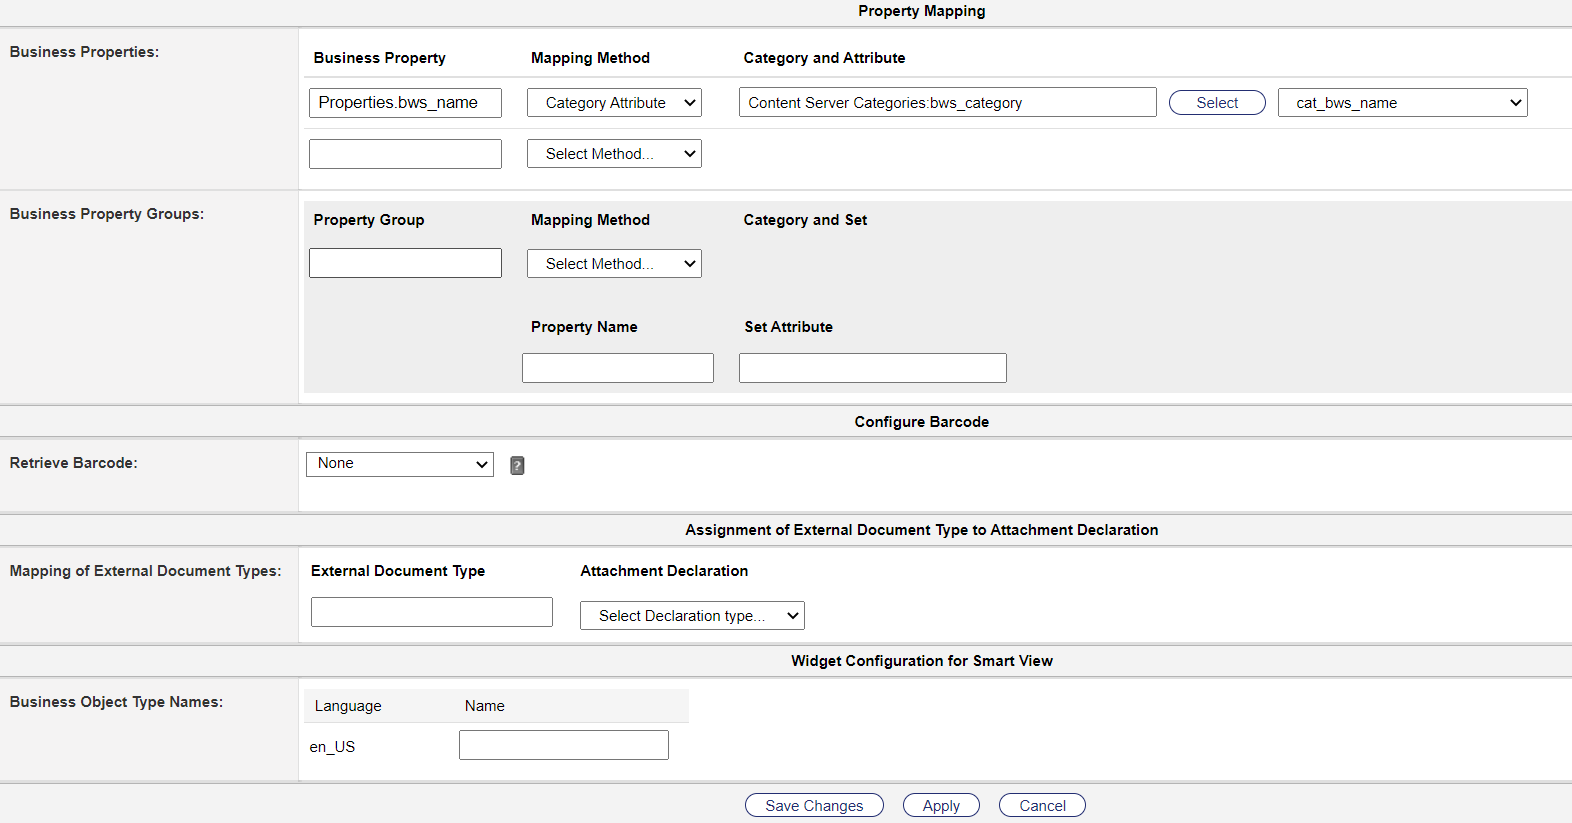 Property Mapping
Business Properties:
Business Property Mapping Method Category and Attribute
Properties.bws_name Category Attribute Content Server Categories:bws_category Select cat_bws_name
Select Method...
Business Property Groups:
Property Group Mapping Method Category and Set
Select Method...
Property Name Set Attribute
Configure Barcode
Retrieve Barcode: None ?
Assignment of External Document Type to Attachment Declaration
Mapping of External Document Types: External Document Type Attachment Declaration
Select Declaration type...
Widget Configuration for Smart View
Business Object Type Names: Language Name
en_US
Save Changes Apply Cancel